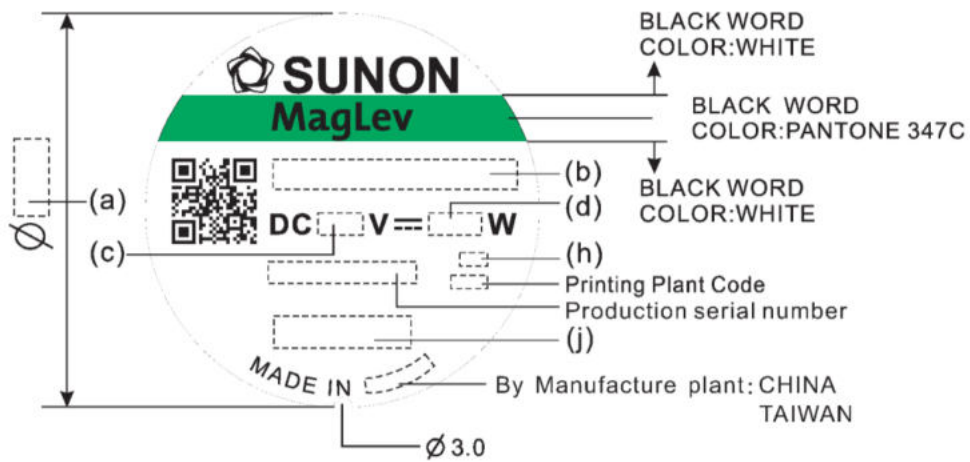 SUNON
MagLev
DC V W
MADE IN
(a)
Ø
(c)
BLACK WORD
COLOR:WHITE
BLACK WORD
COLOR:PANTONE 347C
BLACK WORD
COLOR:WHITE
(b)
(d)
(h)
Printing Plant Code
Production serial number
(j)
By Manufacture plant: CHINA
TAIWAN
Ø 3.0